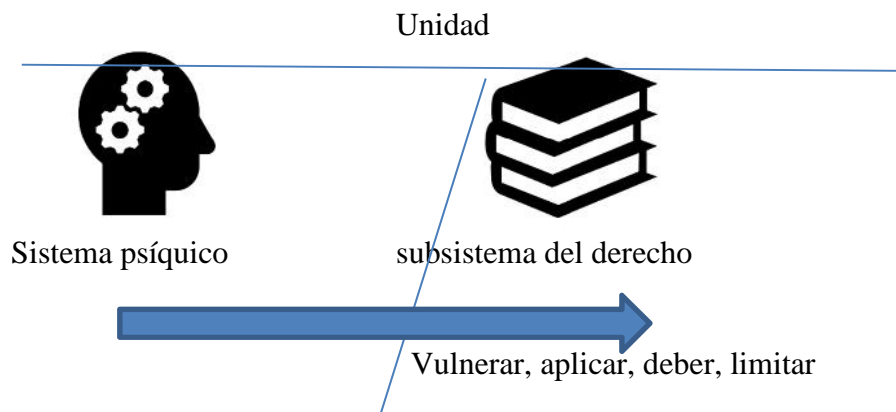 Unidad
Sistema psíquico
subsistema del derecho
Vulnerar, aplicar, deber, limitar